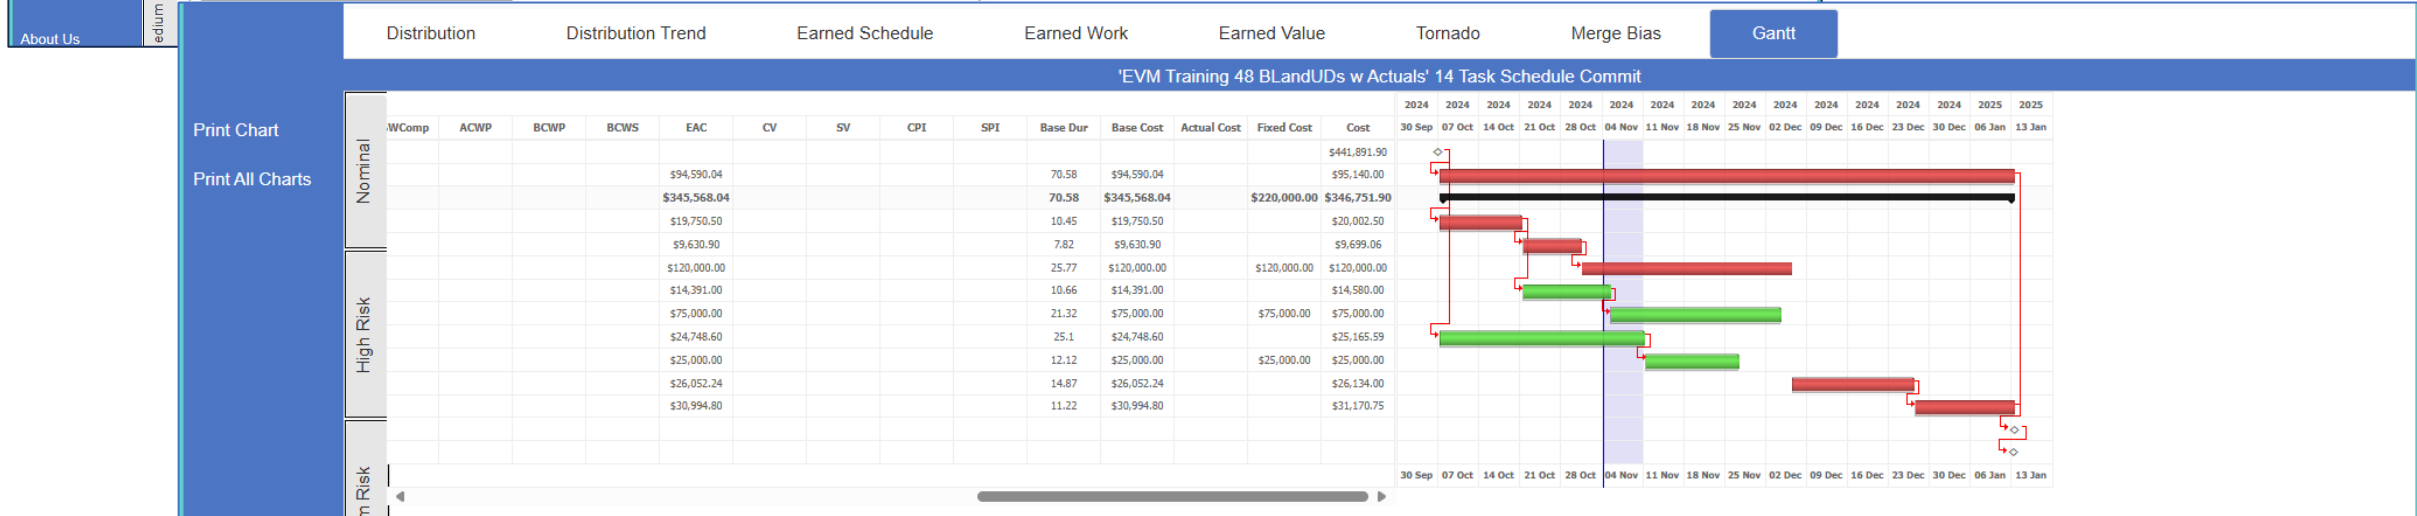 About Us
edium
Distribution Distribution Trend Earned Schedule Earned Work Earned Value Tornado Merge Bias Gantt
'EVM Training 48 BLandUDs w Actuals' 14 Task Schedule Commit
Print Chart
Print All Charts
Nominal
High Risk
m Risk
2024 2024 2024 2024 2024 2024 2024 2024 2024 2024 2024 2024 2024 2024 2025 2025
WComp ACWP BCWP BCWS EAC CV SV CPI SPI Base Dur Base Cost Actual Cost Fixed Cost Cost 30 Sep 07 Oct 14 Oct 21 Oct 28 Oct 04 Nov 11 Nov 18 Nov 25 Nov 02 Dec 09 Dec 16 Dec 23 Dec 30 Dec 06 Jan 13 Jan
$441,891.90
$94,590.04 70.58 $94,590.04 $95,140.00
$345,568.04 70.58 $345,568.04 $220,000.00 $346,751.90
$19,750.50 10.45 $19,750.50 $20,002.50
$9,630.90 7.82 $9,630.90 $9,699.06
$120,000.00 25.77 $120,000.00 $120,000.00 $120,000.00
$14,391.00 10.66 $14,391.00 $14,580.00
$75,000.00 21.32 $75,000.00 $75,000.00 $75,000.00
$24,748.60 25.1 $24,748.60 $25,165.59
$25,000.00 12.12 $25,000.00 $25,000.00 $25,000.00
$26,052.24 14.87 $26,052.24 $26,134.00
$30,994.80 11.22 $30,994.80 $31,170.75
30 Sep 07 Oct 14 Oct 21 Oct 28 Oct 04 Nov 11 Nov 18 Nov 25 Nov 02 Dec 09 Dec 16 Dec 23 Dec 30 Dec 06 Jan 13 Jan